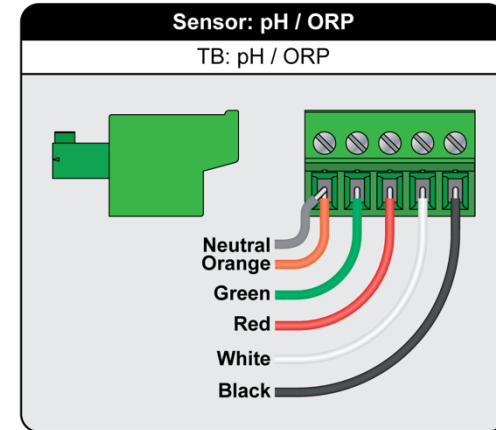 Sensor: pH / ORP
TB: pH / ORP
Neutral
Orange
Green
Red
White
Black